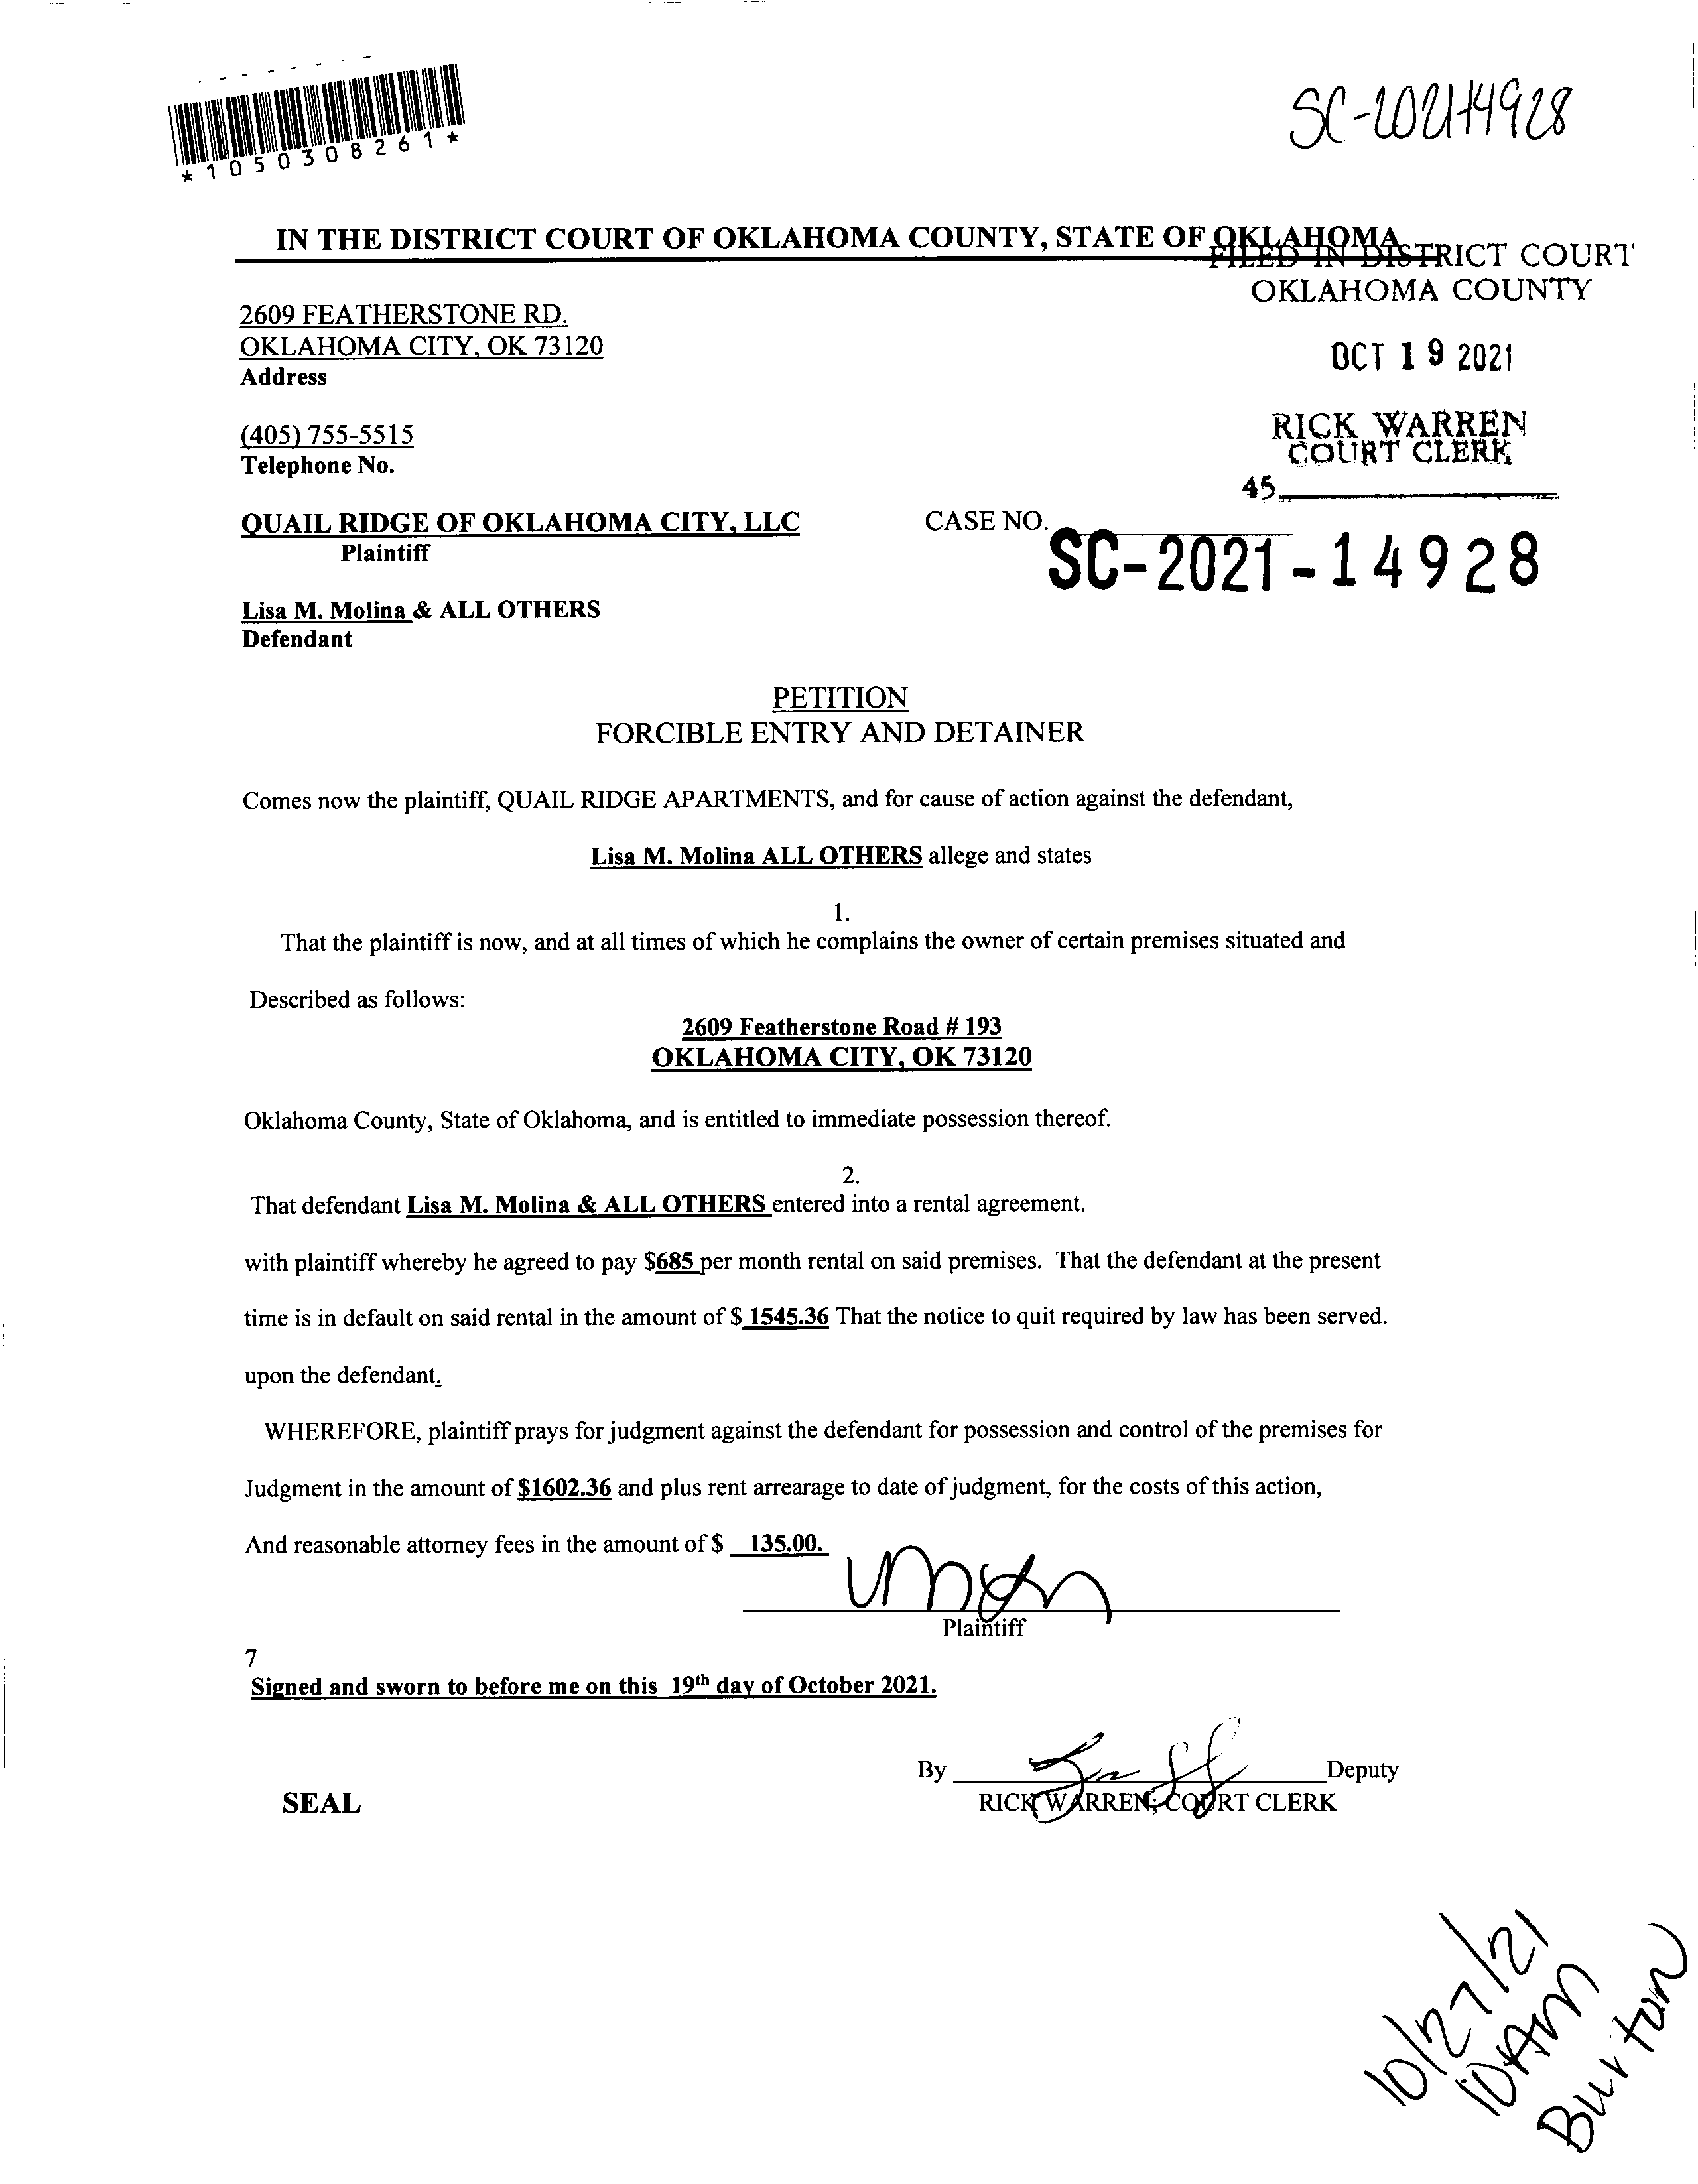 SC-2021-14928
*1050308261*
IN THE DISTRICT COURT OF OKLAHOMA COUNTY, STATE OF OKLAHOMA
FILED IN DISTRICT COURT
OKLAHOMA COUNTY
2609 FEATHERSTONE RD.
OKLAHOMA CITY, OK 73120
Address
OCT 19 2021
(405) 755-5515
Telephone No.
RICK WARREN
COURT CLERK
45
QUAIL RIDGE OF OKLAHOMA CITY, LLC
Plaintiff
CASE NO.
SC-2021-14928
Lisa M. Molina & ALL OTHERS
Defendant
PETITION
FORCIBLE ENTRY AND DETAINER
Comes now the plaintiff, QUAIL RIDGE APARTMENTS, and for cause of action against the defendant,
Lisa M. Molina ALL OTHERS allege and states
1.
That the plaintiff is now, and at all times of which he complains the owner of certain premises situated and
Described as follows:
2609 Featherstone Road # 193
OKLAHOMA CITY, OK 73120
Oklahoma County, State of Oklahoma, and is entitled to immediate possession thereof.
2.
That defendant Lisa M. Molina & ALL OTHERS entered into a rental agreement.
with plaintiff whereby he agreed to pay $685 per month rental on said premises. That the defendant at the present
time is in default on said rental in the amount of $ 1545.36 That the notice to quit required by law has been served.
upon the defendant.
WHEREFORE, plaintiff prays for judgment against the defendant for possession and control of the premises for
Judgment in the amount of $1602.36 and plus rent arrearage to date of judgment, for the costs of this action,
And reasonable attorney fees in the amount of $ 135.00.
Plaintiff
7
Signed and sworn to before me on this 19th day of October 2021.
By Deputy
RICK WARREN, COURT CLERK
SEAL
10/27/21
10AM
Burton